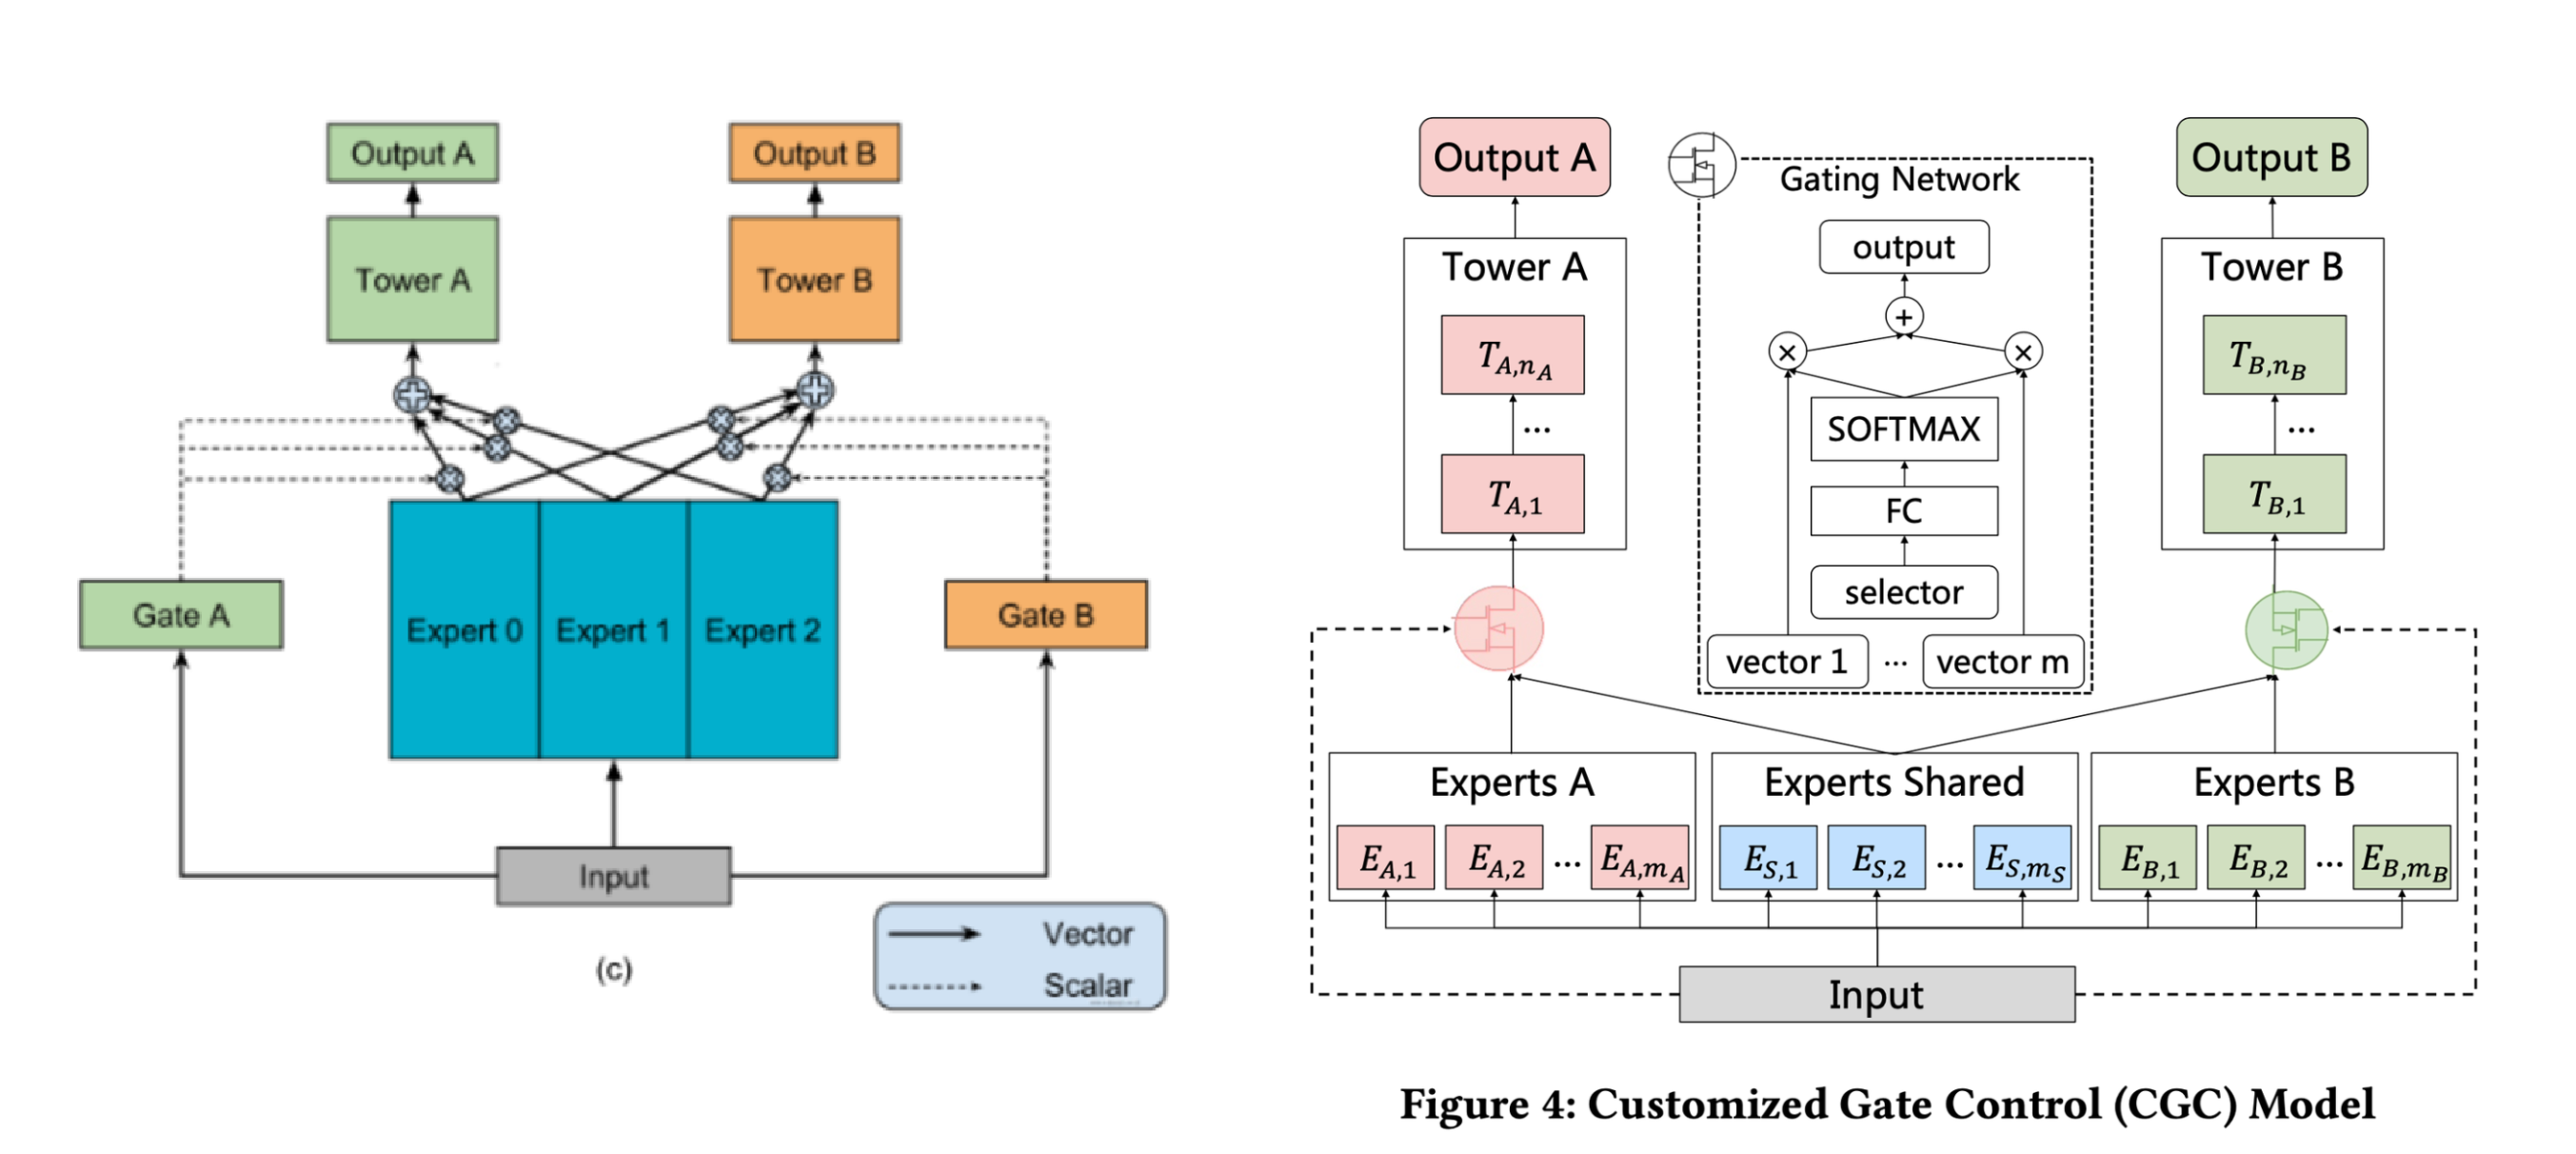 Output A
Output B
Tower A
Tower B
Gate A
Expert 0
Expert 1
Expert 2
Gate B
Input
(c)
Vector
Scalar
Output A
Gating Network
Output B
Tower A
output
Tower B
+
T_{A,n_A}
×
×
T_{B,n_B}
...
SOFTMAX
...
T_{A,1}
FC
T_{B,1}
selector
vector 1
...
vector m
Experts A
Experts Shared
Experts B
E_{A,1}
E_{A,2}
...
E_{A,m_A}
E_{S,1}
E_{S,2}
...
E_{S,m_S}
E_{B,1}
E_{B,2}
...
E_{B,m_B}
Input
Figure 4: Customized Gate Control (CGC) Model